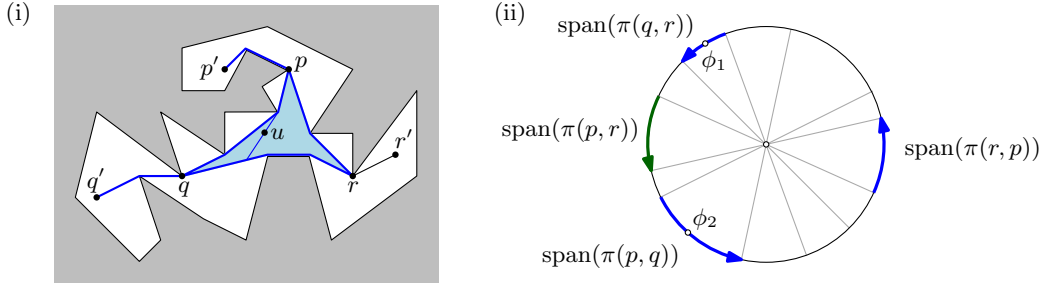 (i)
p′
p
u
r′
q′
q
r
(ii)
span(π(q, r))
ϕ₁
span(π(p, r))
span(π(r, p))
ϕ₂
span(π(p, q))